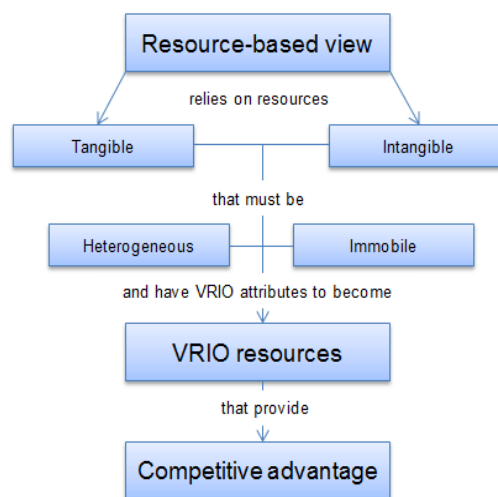 Resource-based view
relies on resources
Tangible
Intangible
that must be
Heterogeneous
Immobile
and have VRIO attributes to become
VRIO resources
that provide
Competitive advantage